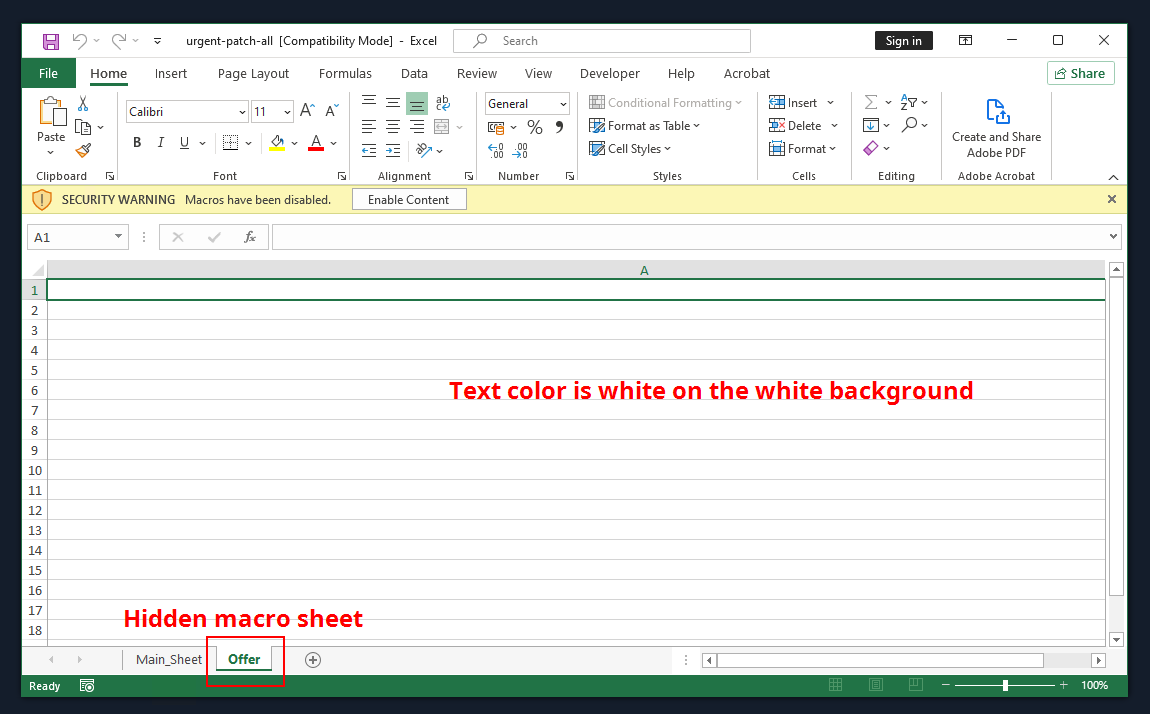 urgent-patch-all [Compatibility Mode] - Excel
Search
Sign in
File Home Insert Page Layout Formulas Data Review View Developer Help Acrobat Share
Paste
Calibri 11
B I U A
ab
General
% 9
.00
Conditional Formatting
Format as Table
Cell Styles
Insert
Delete
Format
Create and Share
Adobe PDF
Clipboard Font Alignment Number Styles Cells Editing Adobe Acrobat
SECURITY WARNING Macros have been disabled. Enable Content
A1 fx
A
1
2
3
4
5
6
Text color is white on the white background
7
8
9
10
11
12
13
14
15
16
17
Hidden macro sheet
18
Main_Sheet Offer
Ready 100%